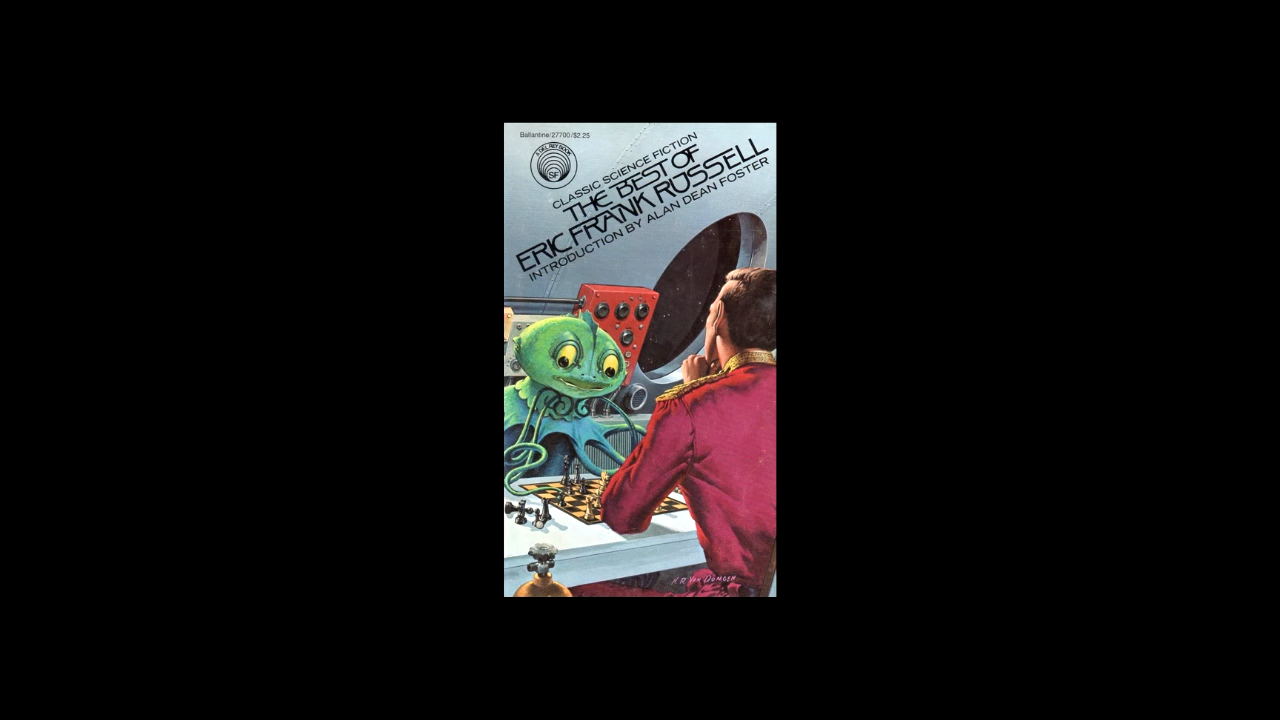 Ballantine/27700/$2.25
A DEL REY BOOK
SF
CLASSIC SCIENCE FICTION
THE BEST OF
ERIC FRANK RUSSELL
INTRODUCTION BY ALAN DEAN FOSTER
H.R. VAN DONGEN